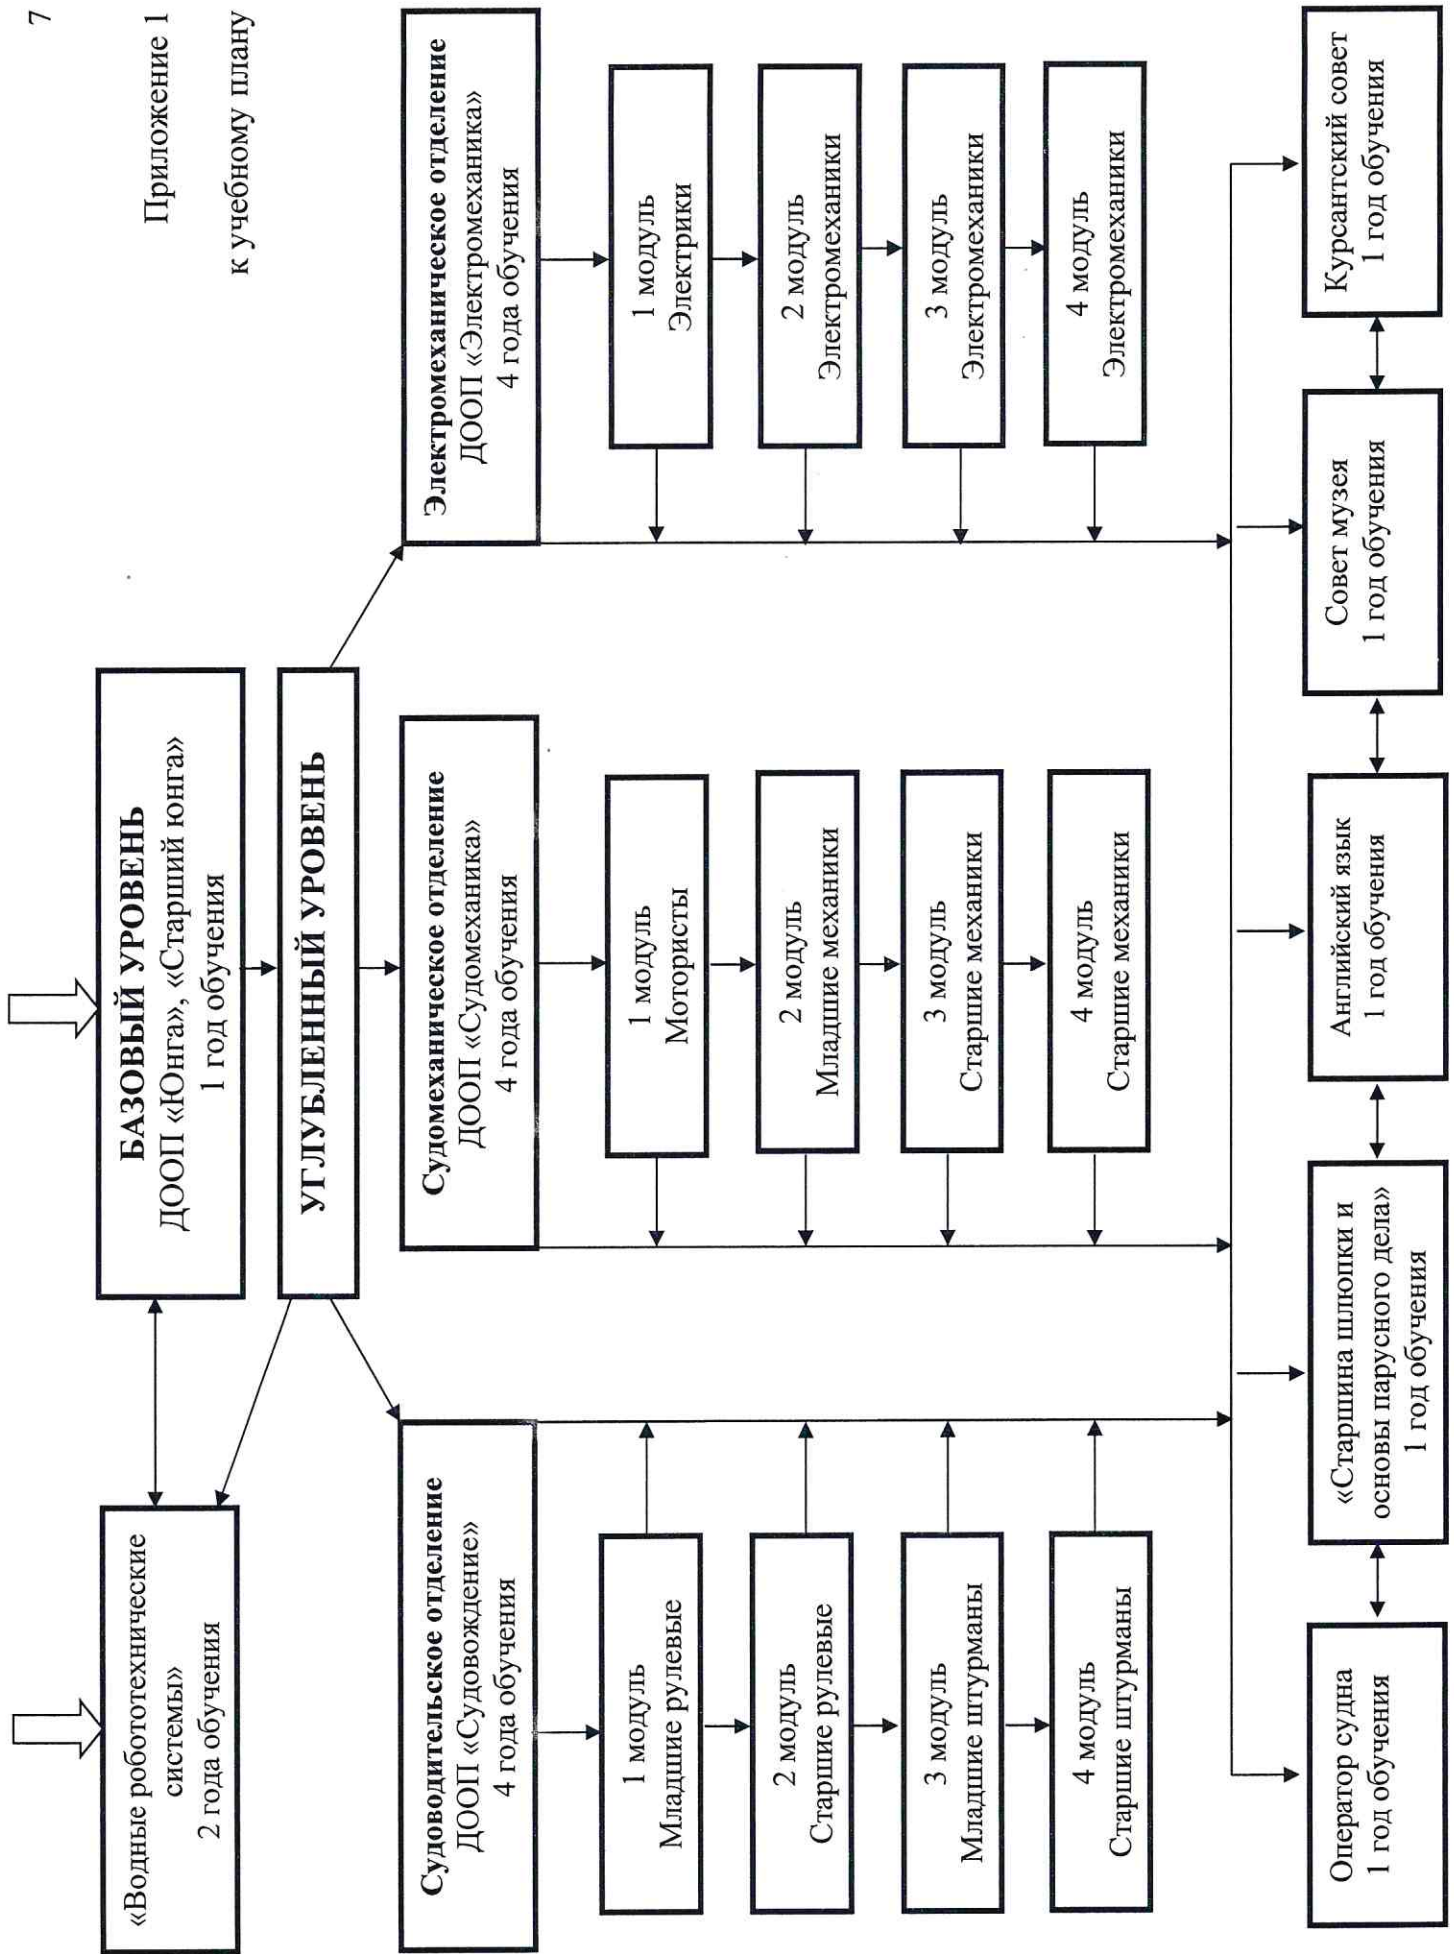 7
Приложение 1
к учебному плану
«Водные робототехнические
системы»
2 года обучения
БАЗОВЫЙ УРОВЕНЬ
ДООП «Юнга», «Старший юнга»
1 год обучения
УГЛУБЛЕННЫЙ УРОВЕНЬ
Судоводительское отделение
ДООП «Судовождение»
4 года обучения
Судомеханическое отделение
ДООП «Судомеханика»
4 года обучения
Электромеханическое отделение
ДООП «Электромеханика»
4 года обучения
1 модуль
Младшие рулевые
1 модуль
Мотористы
1 модуль
Электрики
2 модуль
Старшие рулевые
2 модуль
Младшие механики
2 модуль
Электромеханики
3 модуль
Младшие штурманы
3 модуль
Старшие механики
3 модуль
Электромеханики
4 модуль
Старшие штурманы
4 модуль
Старшие механики
4 модуль
Электромеханики
Оператор судна
1 год обучения
«Старшина шлюпки и
основы парусного дела»
1 год обучения
Английский язык
1 год обучения
Совет музея
1 год обучения
Курсантский совет
1 год обучения